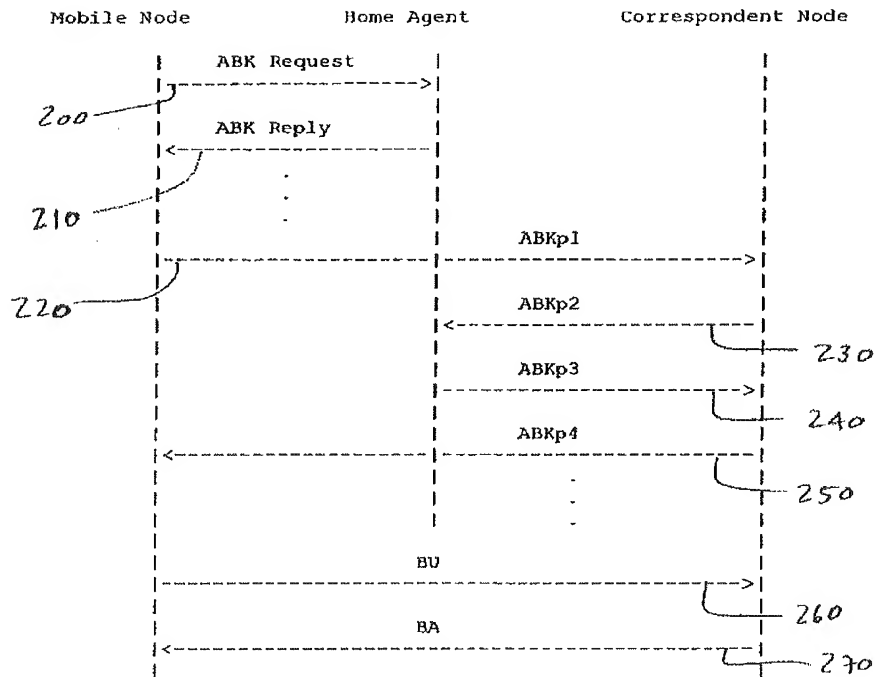 Mobile Node Home Agent Correspondent Node
ABK Request
200
ABK Reply
210
ABKp1
220
ABKp2
230
ABKp3
240
ABKp4
250
BU
260
BA
270